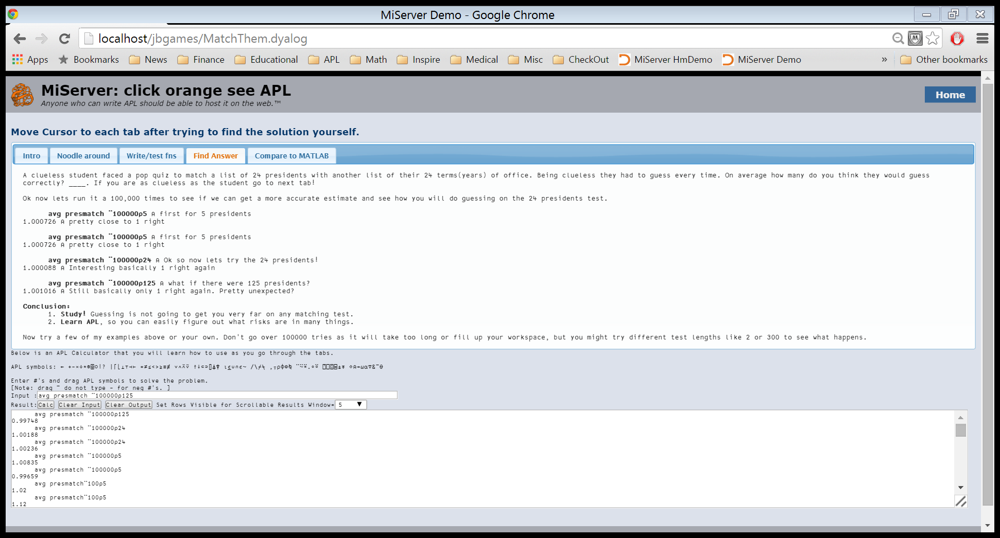 MiServer Demo - Google Chrome
localhost/jbgames/MatchThem.dyalog
Apps Bookmarks News Finance Educational APL Math Inspire Medical Misc CheckOut MiServer HmDemo MiServer Demo » Other bookmarks
MiServer: click orange see APL
Anyone who can write APL should be able to host it on the web.™
Home
Move Cursor to each tab after trying to find the solution yourself.
Intro Noodle around Write/test fns Find Answer Compare to MATLAB
A clueless student faced a pop quiz to match a list of 24 presidents with another list of their 24 terms(years) of office. Being clueless they had to guess every time. On average how many do you think they would guess
correctly? ____. If you are as clueless as the student go to next tab!
Ok now lets run it a 100,000 times to see if we can get a more accurate estimate and see how you will do guessing on the 24 presidents test.
avg presmatch ¨100000⍴5 ⍝ first for 5 presidents
1.000726 ⍝ pretty close to 1 right
avg presmatch ¨100000⍴5 ⍝ first for 5 presidents
1.000726 ⍝ pretty close to 1 right
avg presmatch ¨100000⍴24 ⍝ Ok so now lets try the 24 presidents!
1.000088 ⍝ Interesting basically 1 right again
avg presmatch ¨100000⍴125 ⍝ what if there were 125 presidents?
1.001016 ⍝ Still basically only 1 right again. Pretty unexpected?
Conclusion:
1. Study! Guessing is not going to get you very far on any matching test.
2. Learn APL, so you can easily figure out what risks are in many things.
Now try a few of my examples above or your own. Don't go over 100000 tries as it will take too long or fill up your workspace, but you might try different test lengths like 2 or 300 to see what happens.
Below is an APL Calculator that you will learn how to use as you go through the tabs.
APL symbols: ← +-×÷*⍟⌹○!? |⌈⌊⊥⊤⊣⊢ =≠≤<>≥≡≢ ∨∧⍲⍱ ↑↓⊂⊃⌷⍋⍒ ⍳⍷∪∩∊~ /\⌿⍀ ,⍪⍴⌽⊖⍉ ¨⍨⍣.∘⍤ ⍞⎕ ⍎⍕ ⋄⍝→⍵⍺∇&¯⍬
Enter #'s and drag APL symbols to solve the problem.
[Note: drag ¯ do not type - for neg #'s. ]
Input :avg presmatch ¨100000⍴125
Result: Calc Clear Input Clear Output Set Rows Visible for Scrollable Results Window= 5
avg presmatch ¨100000⍴125
0.99748
avg presmatch ¨100000⍴24
1.00188
avg presmatch ¨100000⍴24
1.00236
avg presmatch ¨100000⍴5
1.00835
avg presmatch ¨100000⍴5
0.99659
avg presmatch¨100⍴5
1.02
avg presmatch¨100⍴5
1.12